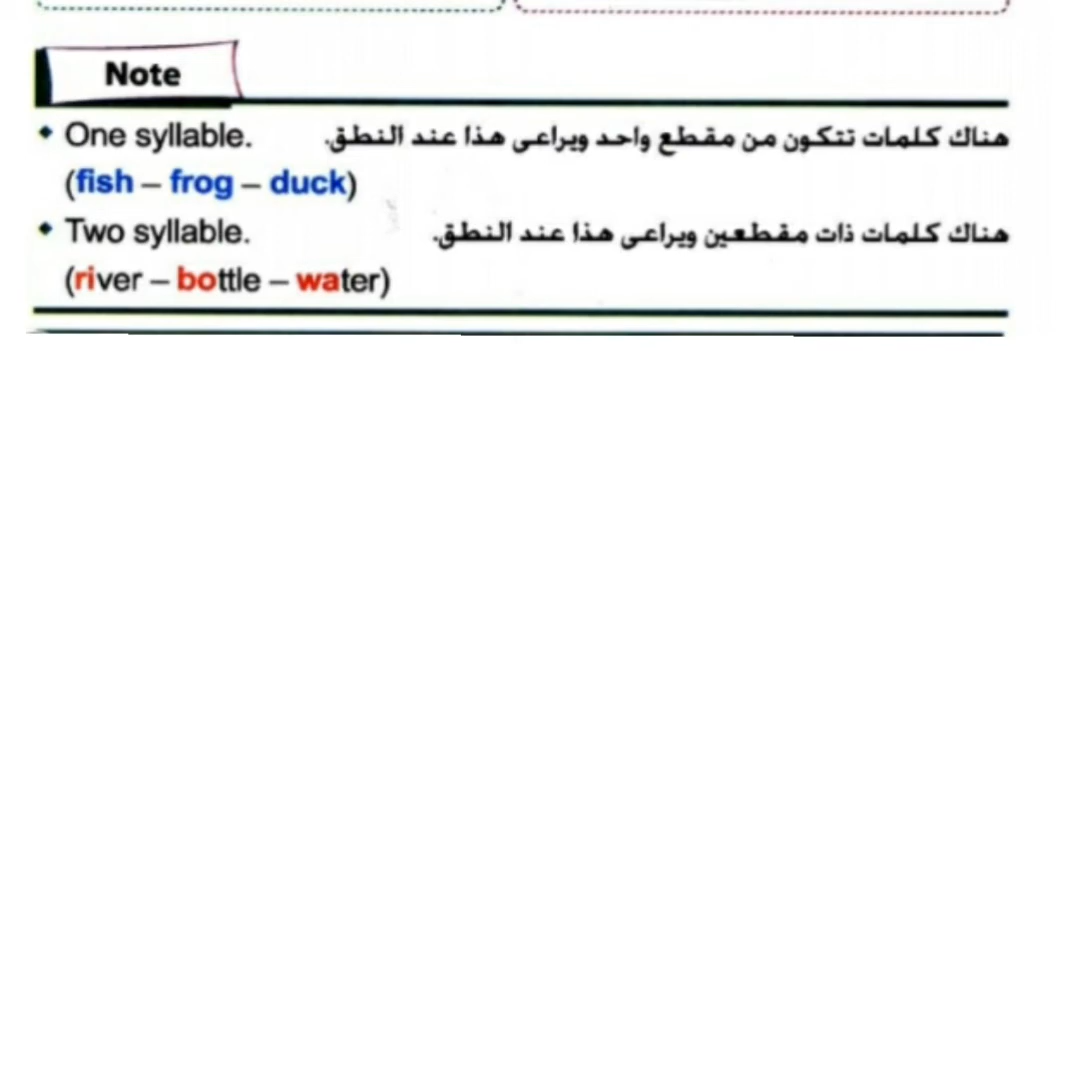 Note
One syllable. هناك كلمات تتكون من مقطع واحد ويراعى هذا عند النطق.
(fish – frog – duck)
Two syllable. هناك كلمات ذات مقطعين ويراعى هذا عند النطق.
(river – bottle – water)